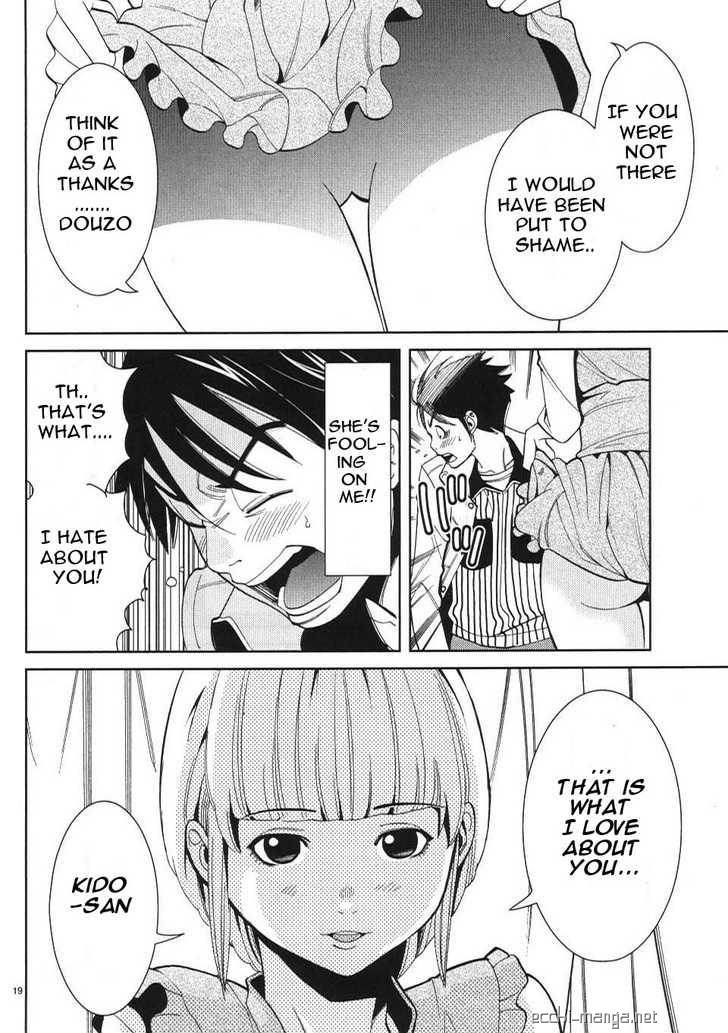 IF YOU
WERE
NOT
THERE
I WOULD
HAVE BEEN
PUT TO
SHAME..
THINK
OF IT
AS A
THANKS
.......
DOUZO
SHE'S
FOOL-
ING
ON
ME!!
TH..
THAT'S
WHAT....
I HATE
ABOUT
YOU!
...
THAT IS
WHAT
I LOVE
ABOUT
YOU...
KIDO
-SAN
19
ecchi-manga.net